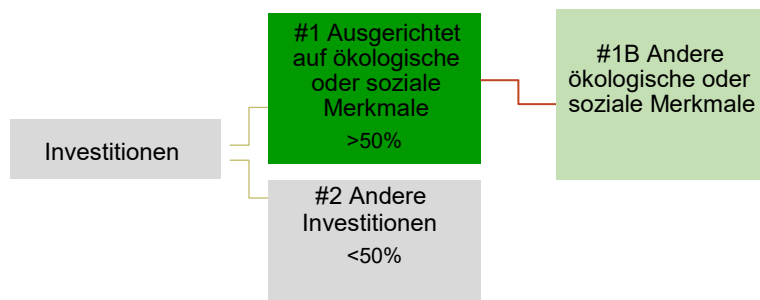 Investitionen
#1 Ausgerichtet
auf ökologische
oder soziale
Merkmale
>50%
#2 Andere
Investitionen
<50%
#1B Andere
ökologische oder
soziale Merkmale